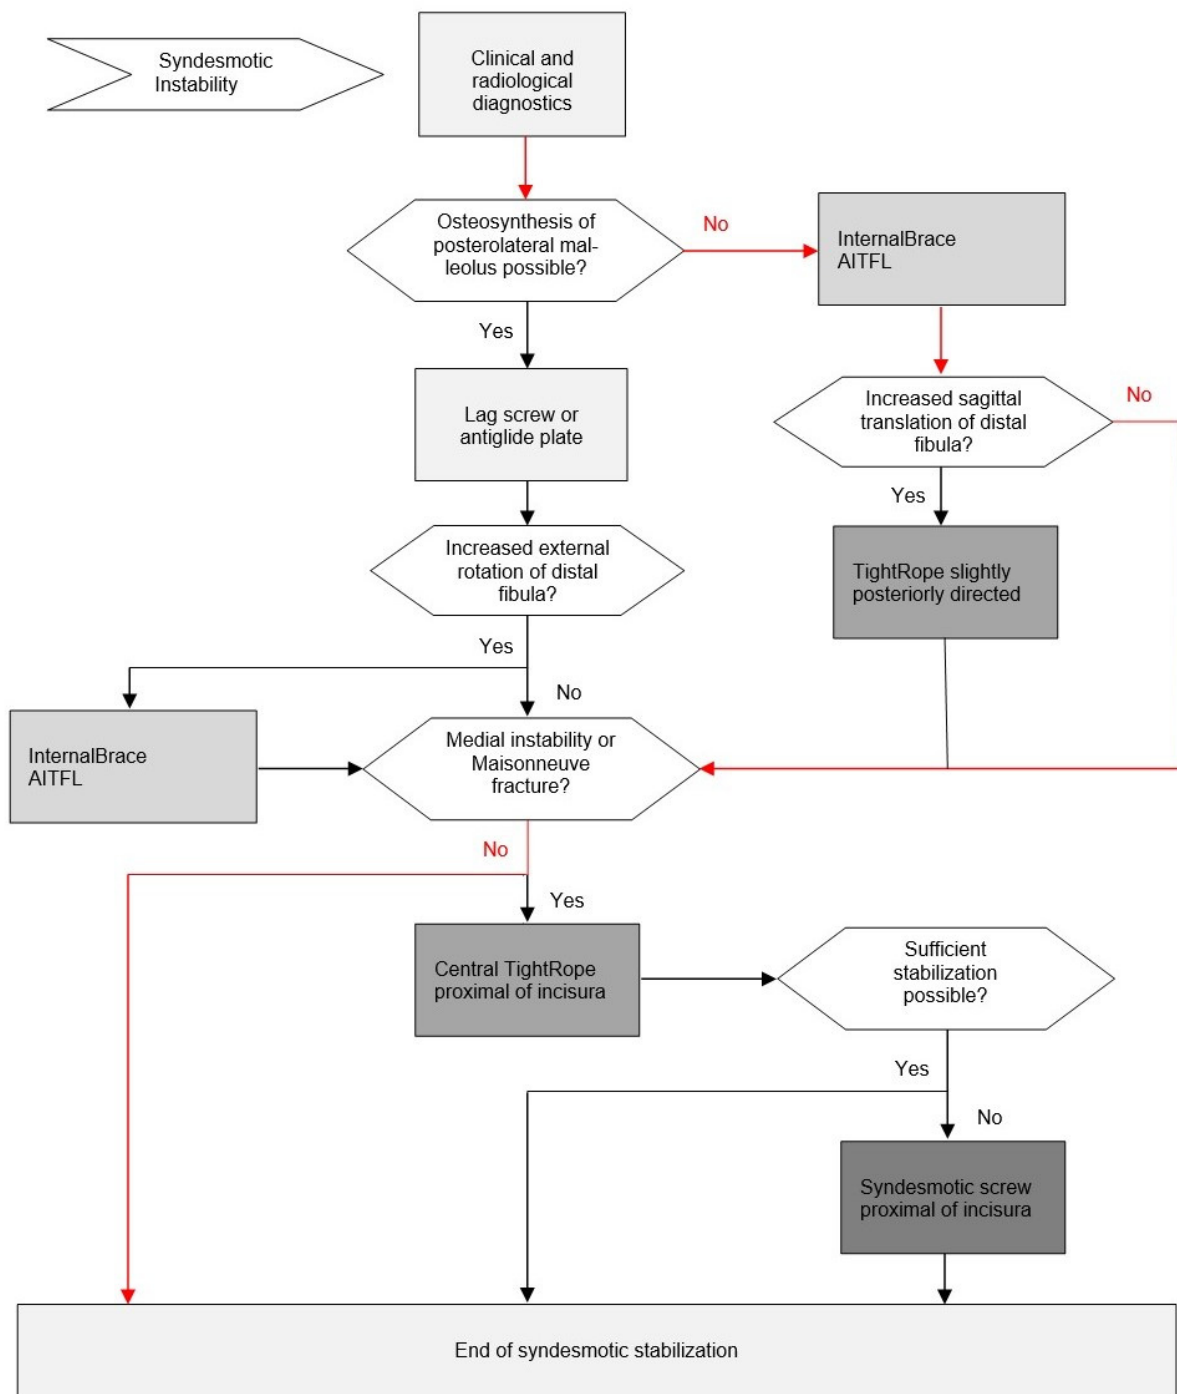 Syndesmotic
Instability
Clinical and
radiological
diagnostics
Osteosynthesis of
posterolateral mal-
leolus possible?
No
InternalBrace
AITFL
Yes
Lag screw or
antiglide plate
Increased sagittal
translation of distal
fibula?
No
Yes
TightRope slightly
posteriorly directed
Increased external
rotation of distal
fibula?
Yes
No
InternalBrace
AITFL
Medial instability or
Maisonneuve
fracture?
No
Yes
Central TightRope
proximal of incisura
Sufficient
stabilization
possible?
Yes
No
Syndesmotic screw
proximal of incisura
End of syndesmotic stabilization